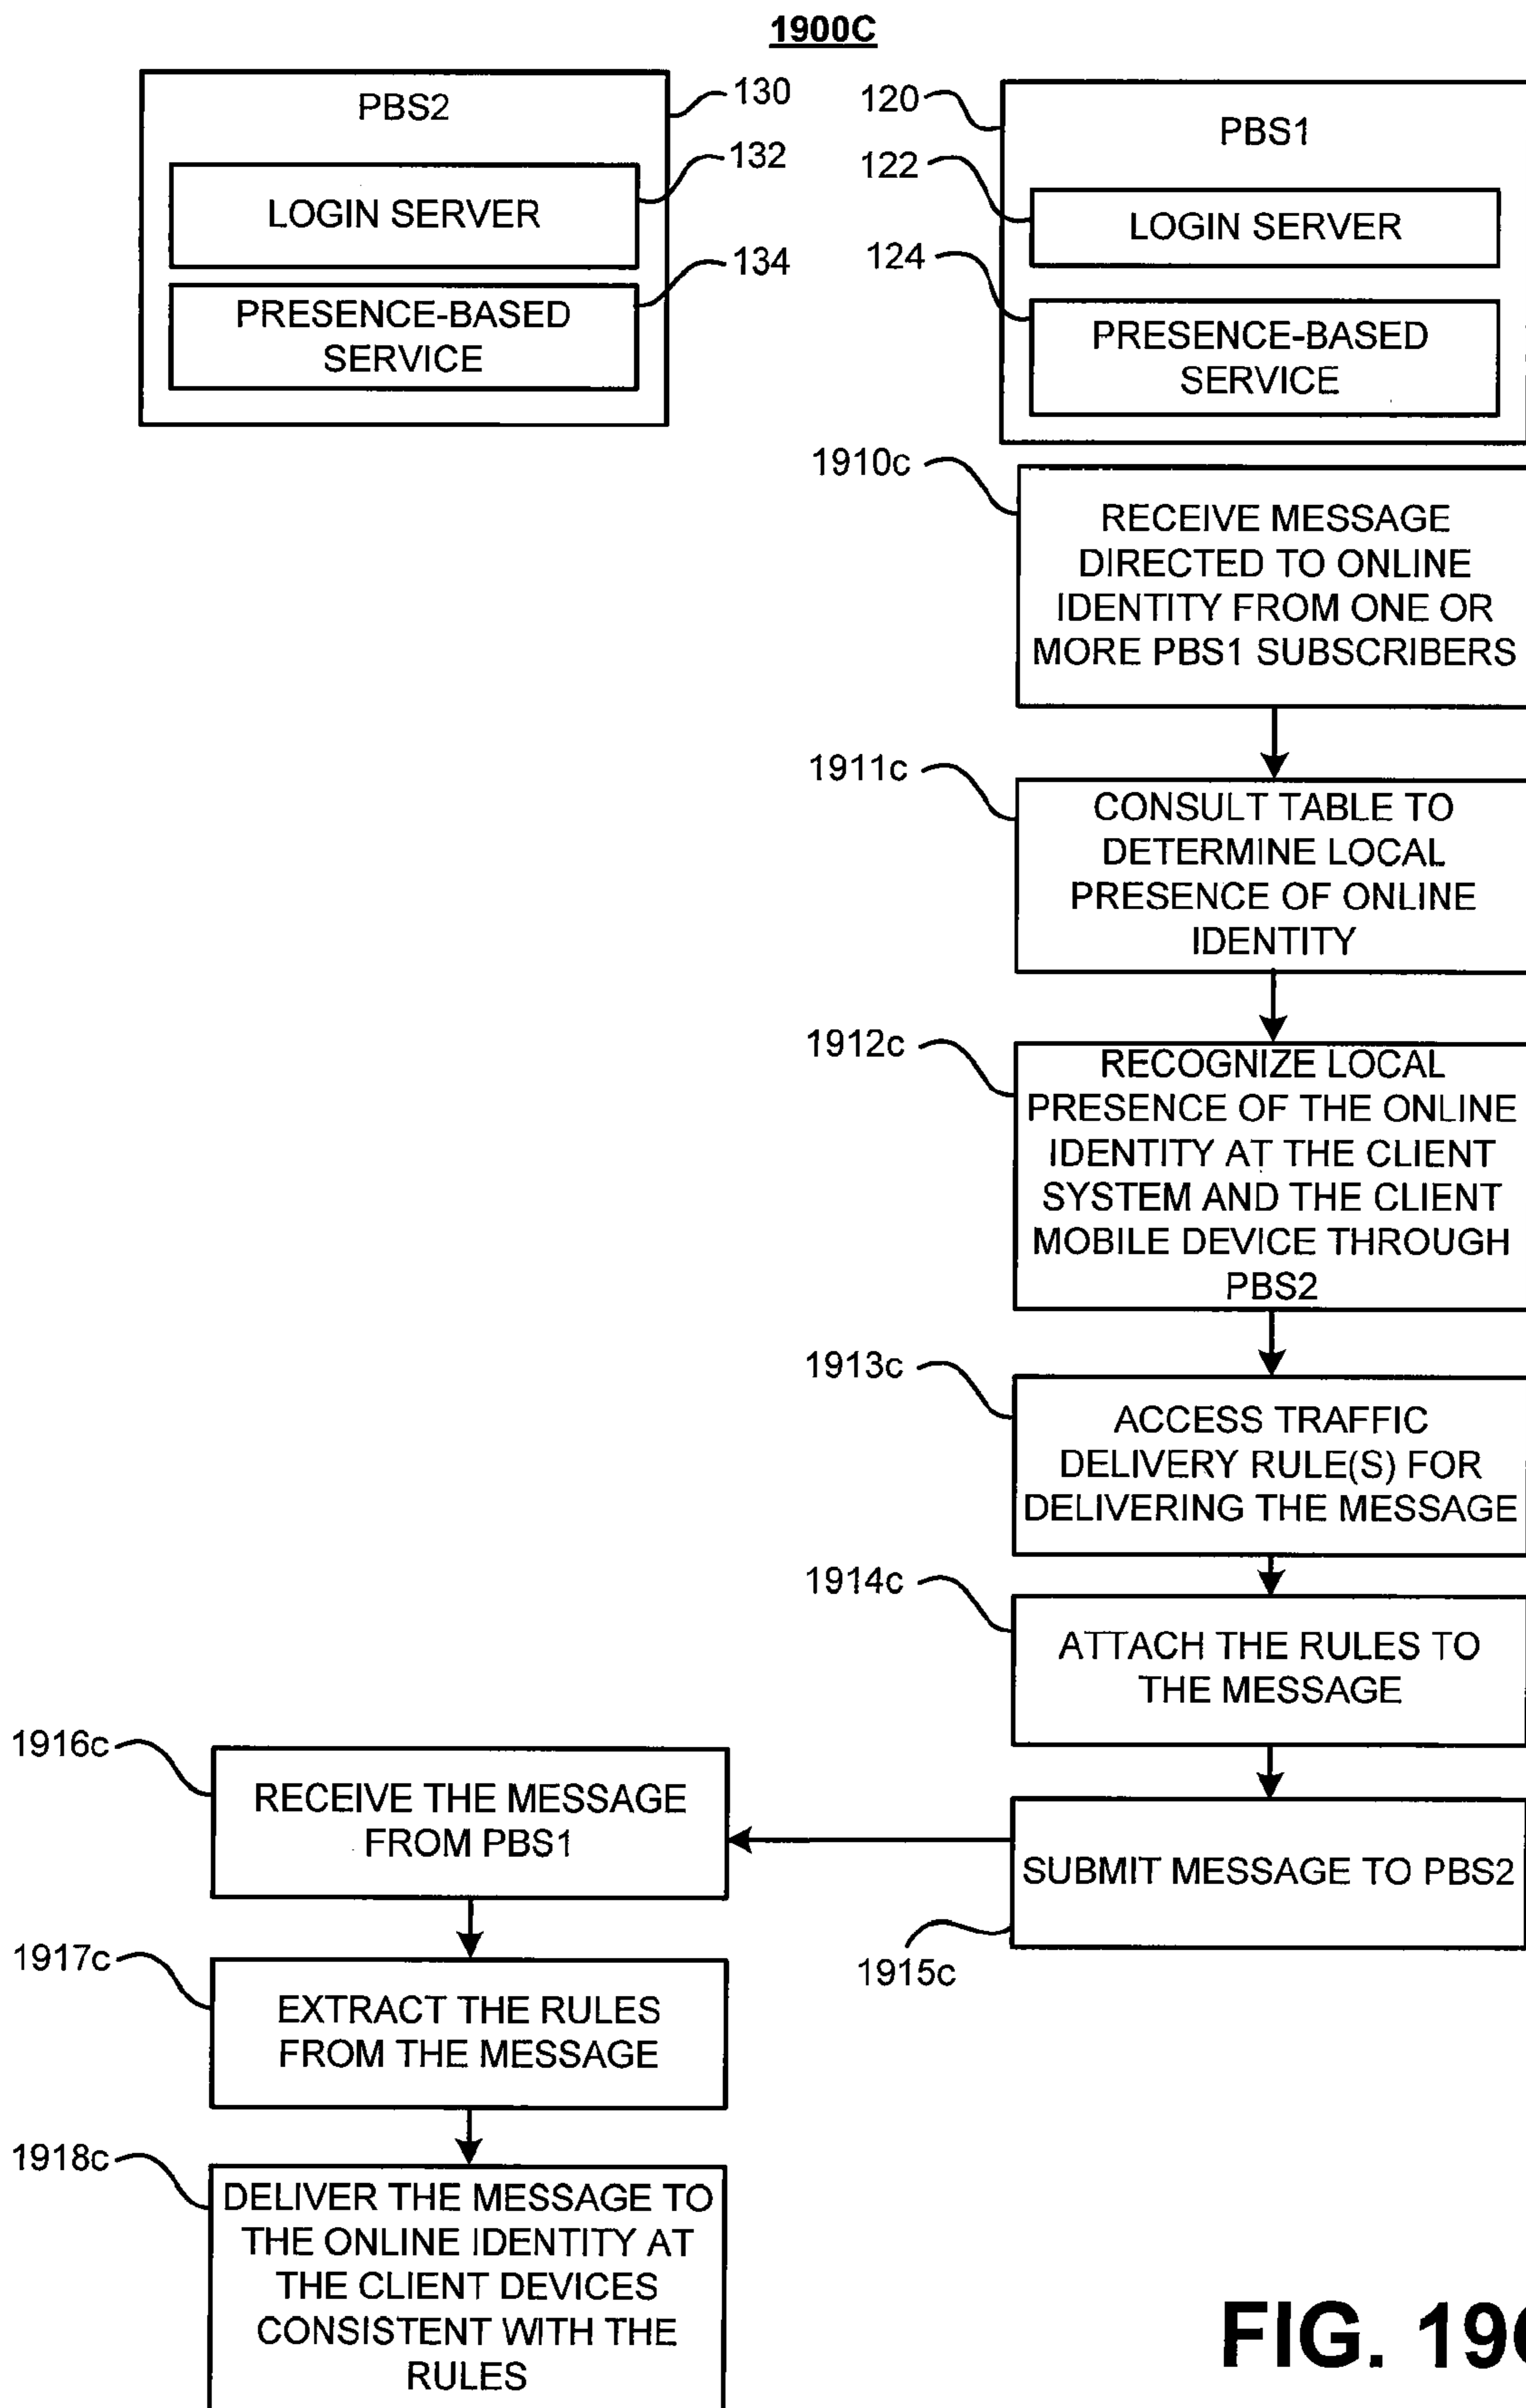 1900C
PBS2
130
LOGIN SERVER
132
PRESENCE-BASED
SERVICE
134
120
PBS1
122
LOGIN SERVER
124
PRESENCE-BASED
SERVICE
1910c
RECEIVE MESSAGE
DIRECTED TO ONLINE
IDENTITY FROM ONE OR
MORE PBS1 SUBSCRIBERS
1911c
CONSULT TABLE TO
DETERMINE LOCAL
PRESENCE OF ONLINE
IDENTITY
1912c
RECOGNIZE LOCAL
PRESENCE OF THE ONLINE
IDENTITY AT THE CLIENT
SYSTEM AND THE CLIENT
MOBILE DEVICE THROUGH
PBS2
1913c
ACCESS TRAFFIC
DELIVERY RULE(S) FOR
DELIVERING THE MESSAGE
1914c
ATTACH THE RULES TO
THE MESSAGE
SUBMIT MESSAGE TO PBS2
1915c
1916c
RECEIVE THE MESSAGE
FROM PBS1
1917c
EXTRACT THE RULES
FROM THE MESSAGE
1918c
DELIVER THE MESSAGE TO
THE ONLINE IDENTITY AT
THE CLIENT DEVICES
CONSISTENT WITH THE
RULES
FIG.